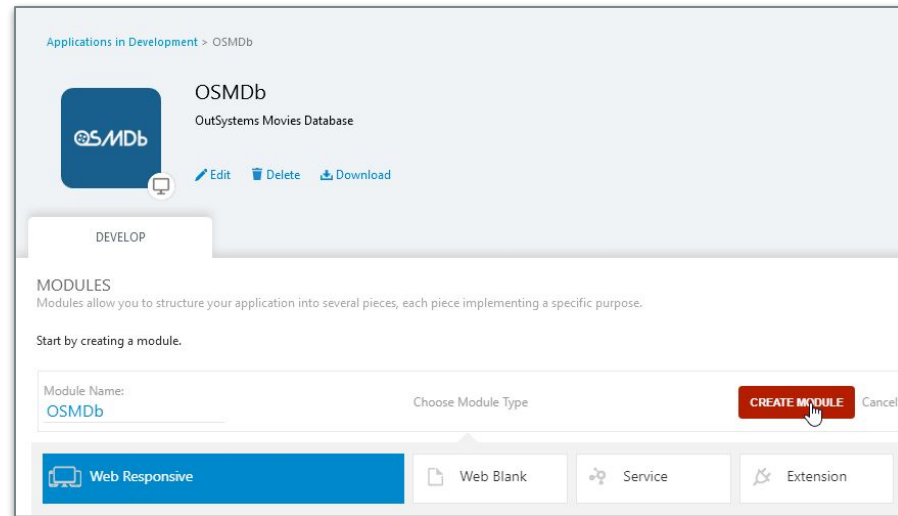 Applications in Development > OSMDb
OSMDb
OutSystems Movies Database
OSMDb
Edit Delete Download
DEVELOP
MODULES
Modules allow you to structure your application into several pieces, each piece implementing a specific purpose.
Start by creating a module.
Module Name:
OSMDb
Choose Module Type
CREATE MODULE Cancel
Web Responsive Web Blank Service Extension